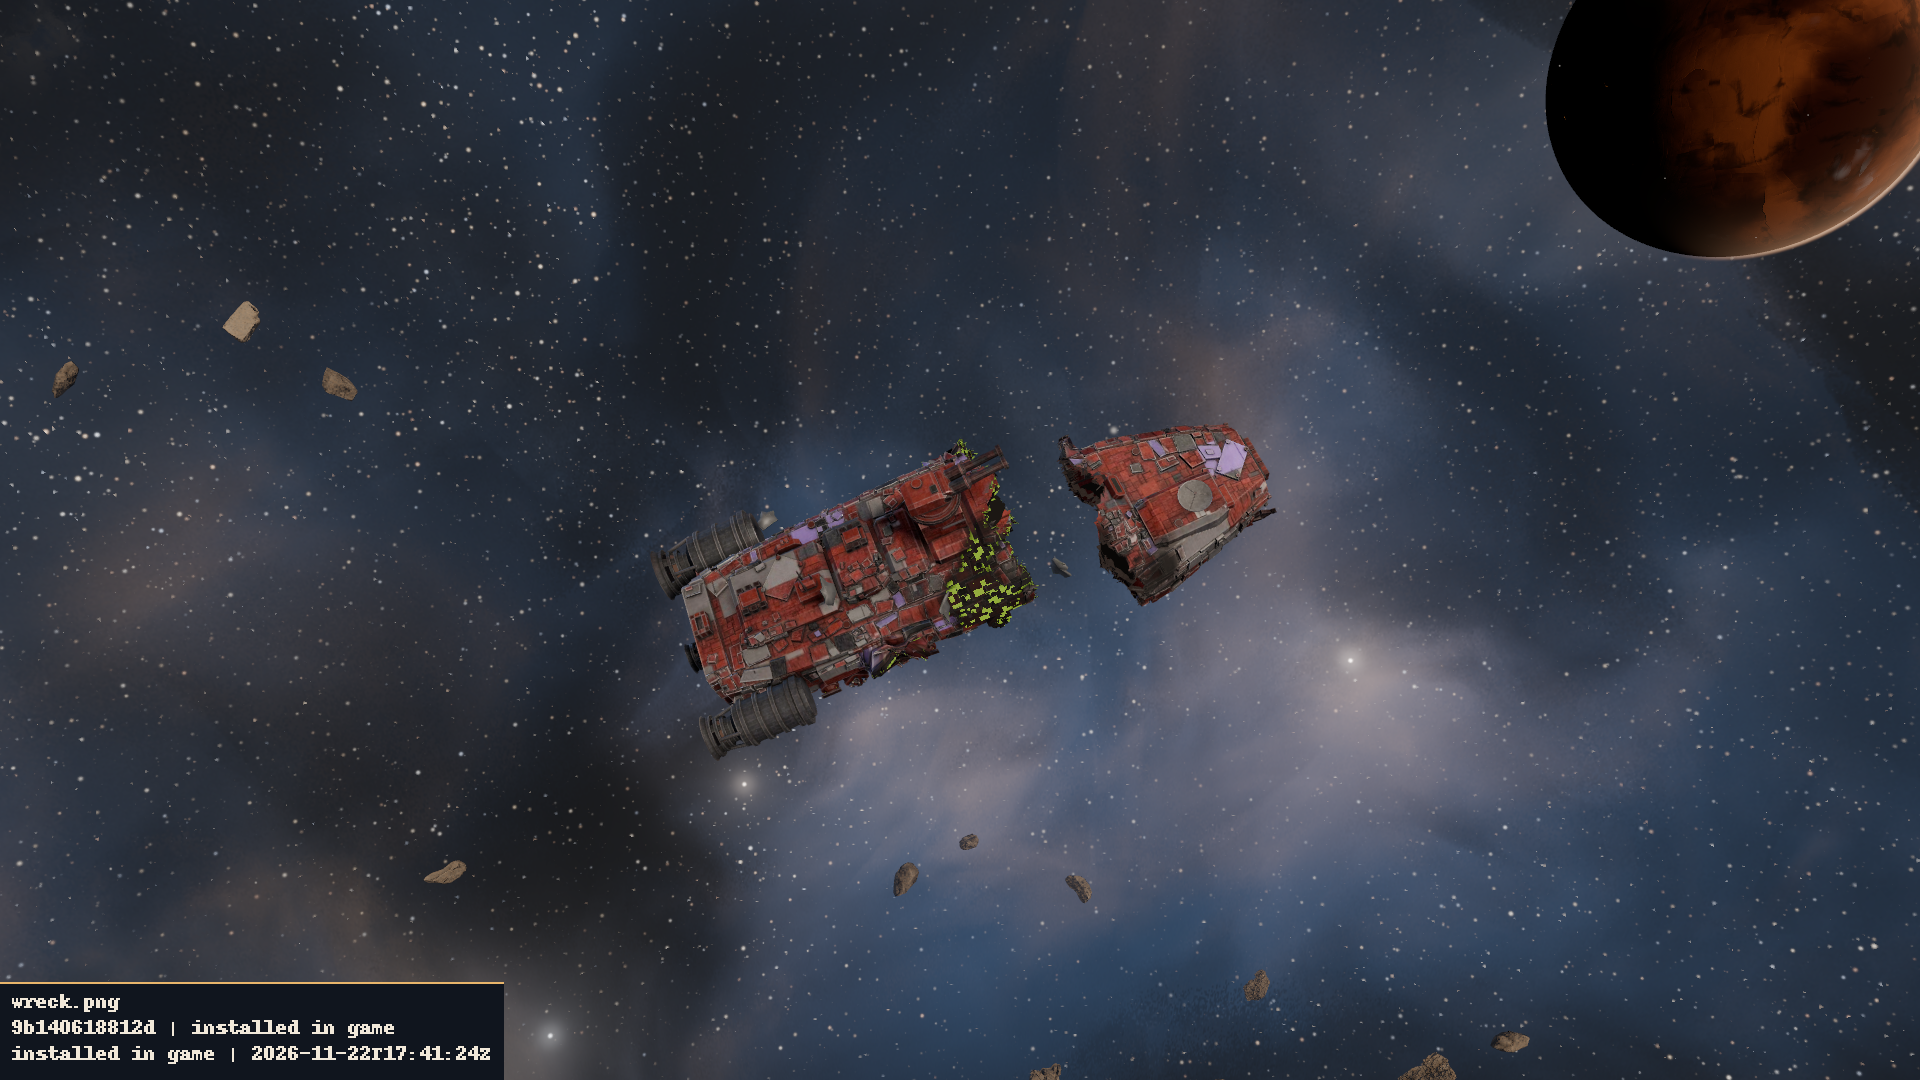 wreck.png
9b140618812d | installed in game
installed in game | 2026-11-22T17:41:24Z